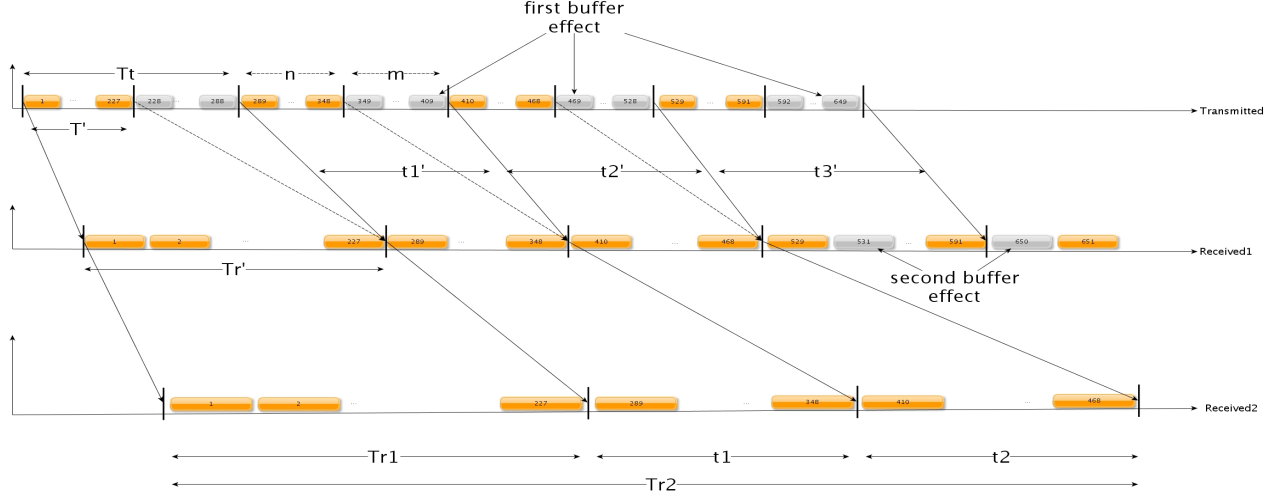 first buffer
effect
Tt n m
1 ... 227 228 ... 288 289 ... 348 349 ... 409 410 ... 468 469 ... 528 529 ... 591 592 ... 649
Transmitted
T'
t1' t2' t3'
1 2 ... 227 289 ... 348 410 ... 468 529 531 ... 591 650 651
Received1
Tr'
second buffer
effect
1 2 ... 227 289 ... 348 410 ... 468
Received2
Tr1 t1 t2
Tr2